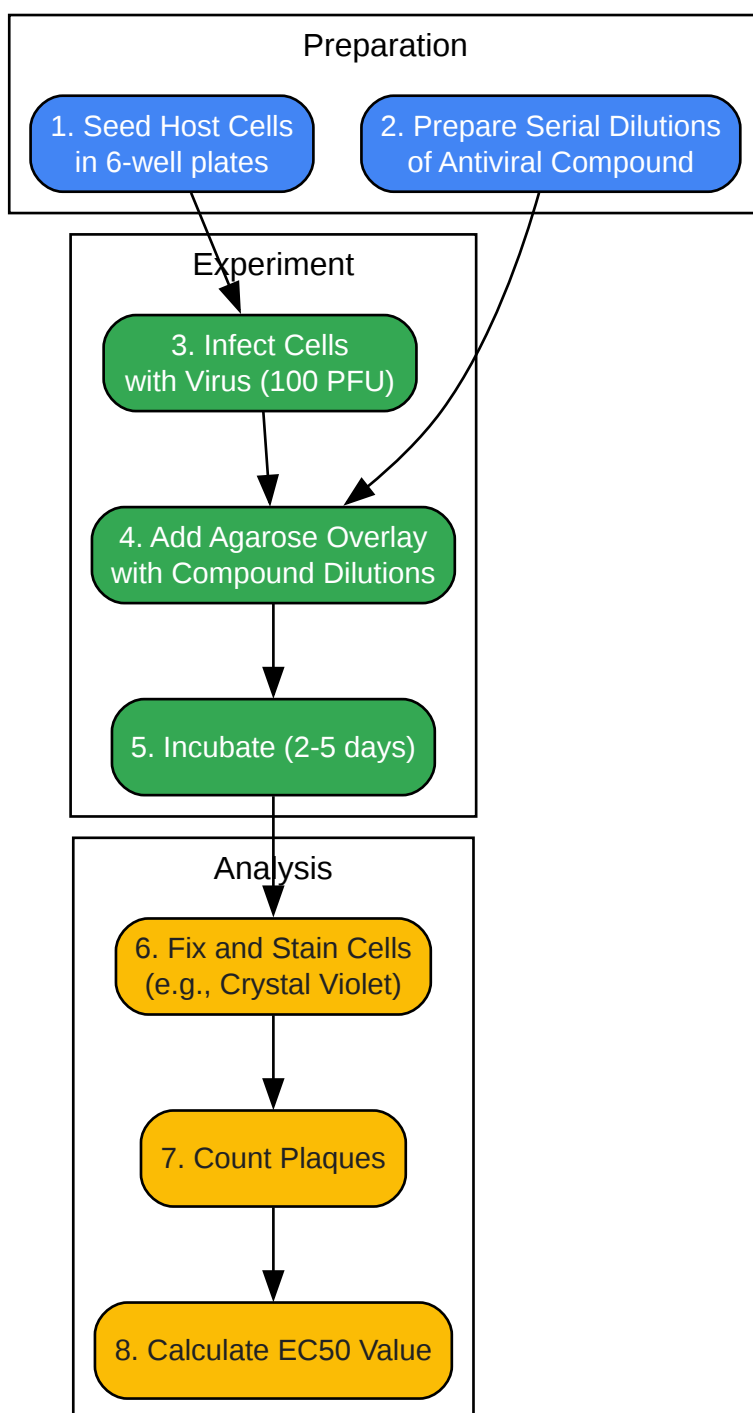 Preparation
1. Seed Host Cells
in 6-well plates
2. Prepare Serial Dilutions
of Antiviral Compound
Experiment
3. Infect Cells
with Virus (100 PFU)
4. Add Agarose Overlay
with Compound Dilutions
5. Incubate (2-5 days)
Analysis
6. Fix and Stain Cells
(e.g., Crystal Violet)
7. Count Plaques
8. Calculate EC50 Value